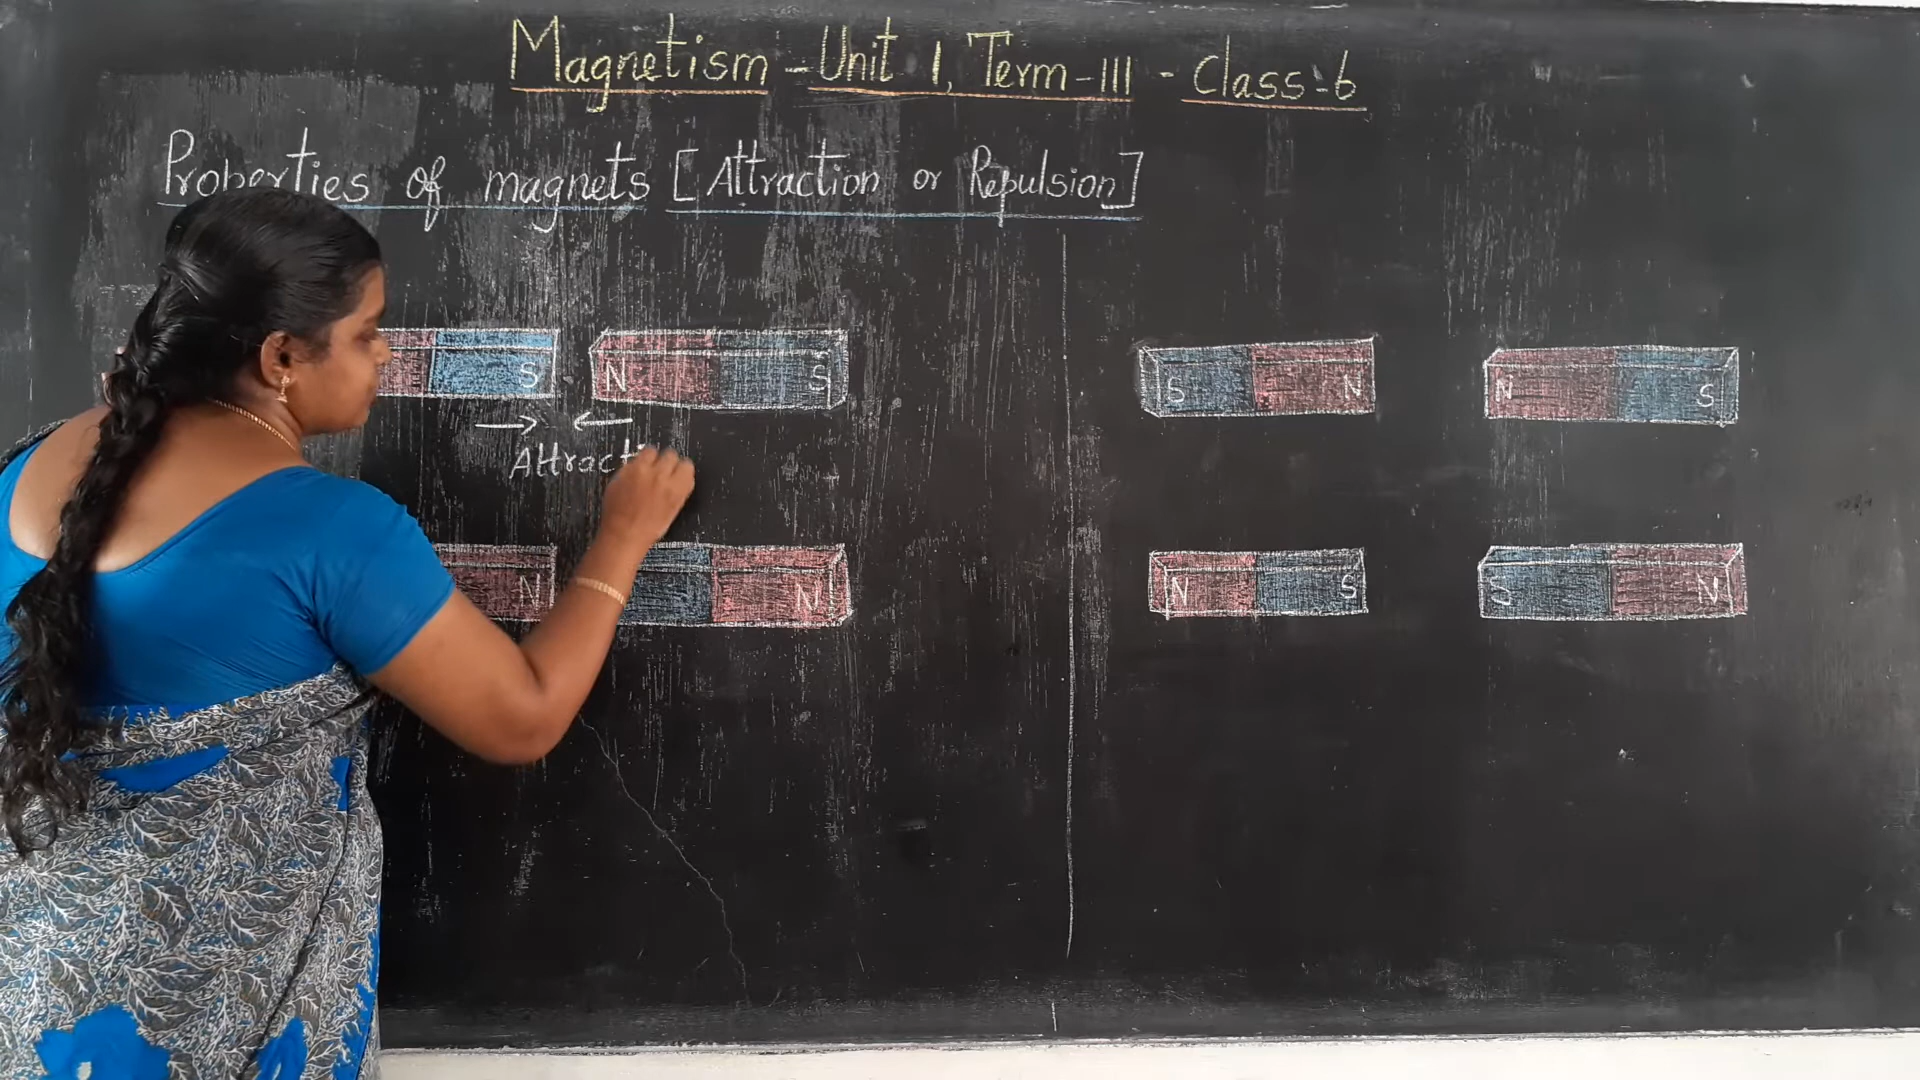 Magnetism - Unit 1, Term-III - Class-6
Properties of magnets [Attraction or Repulsion]
S N S
S N N S
Attracti
N N
N S S N